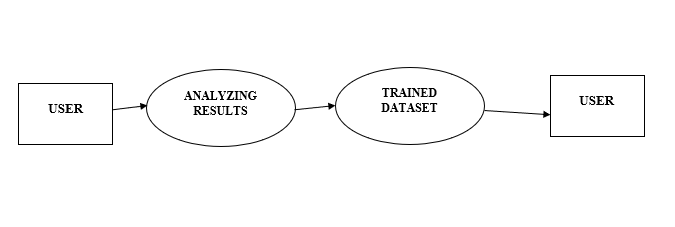 USER
ANALYZING
RESULTS
TRAINED
DATASET
USER